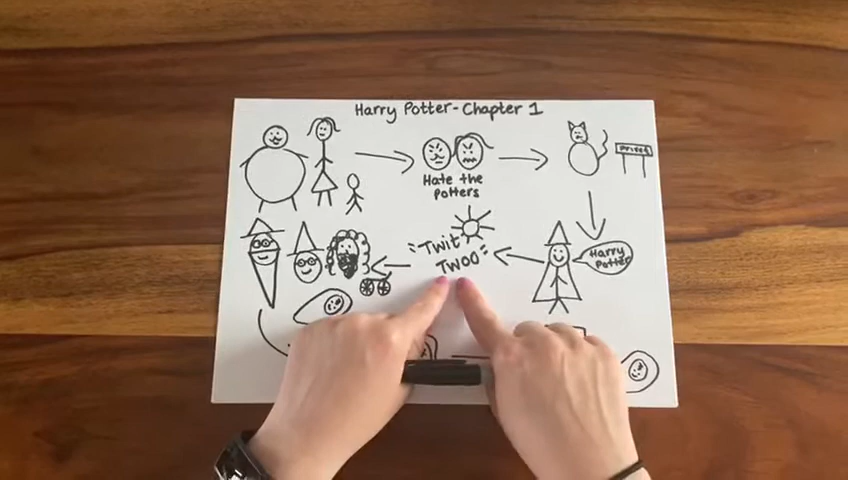 Harry Potter-Chapter 1
Hate the
Potters
Privet
Harry
Potter
"Twit
Twoo"